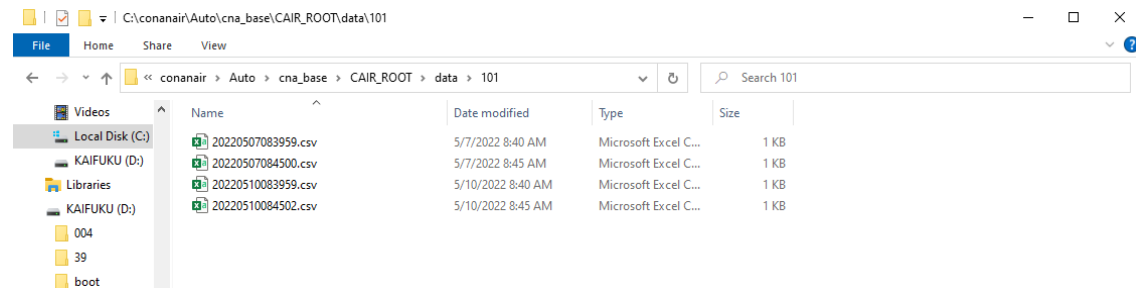 C:\conanair\Auto\cna_base\CAIR_ROOT\data\101
File Home Share View
« conanair > Auto > cna_base > CAIR_ROOT > data > 101 Search 101
Videos
Local Disk (C:)
KAIFUKU (D:)
Libraries
KAIFUKU (D:)
004
39
boot
Name Date modified Type Size
20220507083959.csv 5/7/2022 8:40 AM Microsoft Excel C... 1 KB
20220507084500.csv 5/7/2022 8:45 AM Microsoft Excel C... 1 KB
20220510083959.csv 5/10/2022 8:40 AM Microsoft Excel C... 1 KB
20220510084502.csv 5/10/2022 8:45 AM Microsoft Excel C... 1 KB